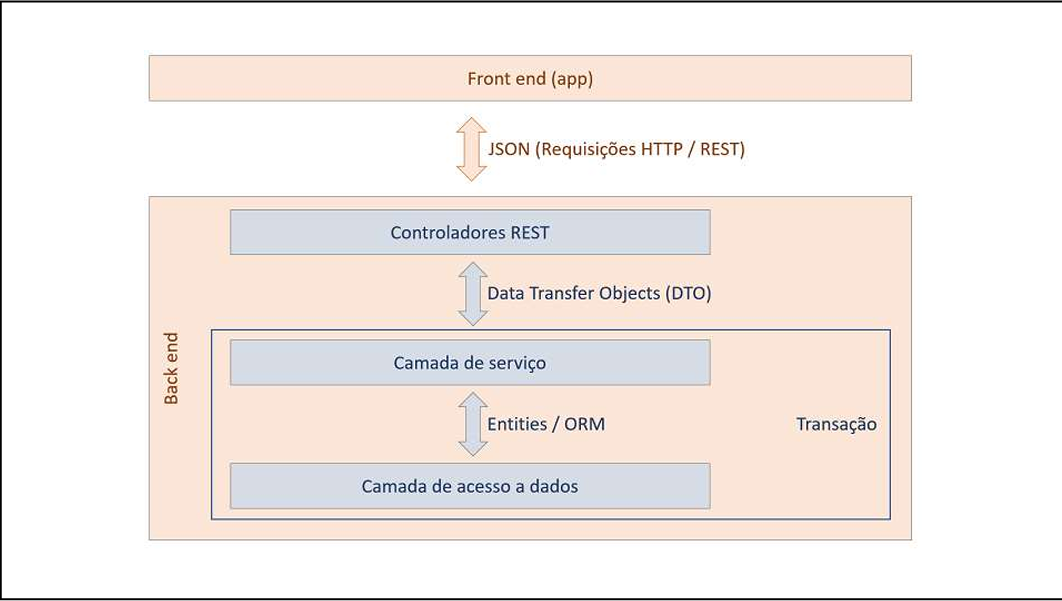 Front end (app)
JSON (Requisições HTTP / REST)
Controladores REST
Data Transfer Objects (DTO)
Back end
Camada de serviço
Entities / ORM
Transação
Camada de acesso a dados